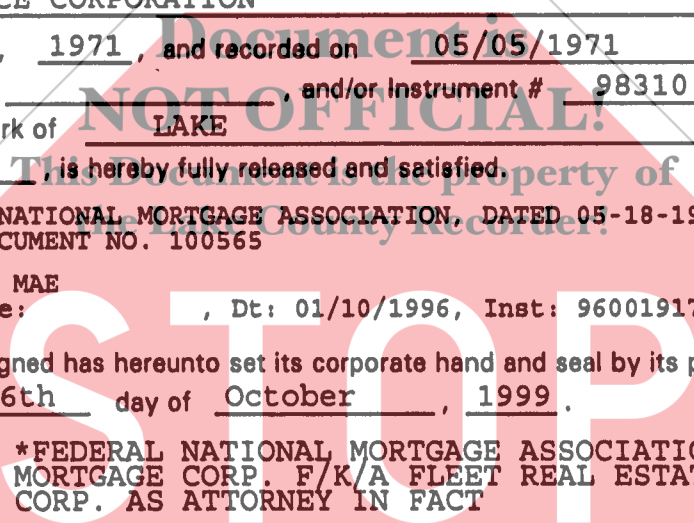 CE CORPORATION
, 1971, and recorded on 05/05/1971
, and/or Instrument # 98310
rk of LAKE
, is hereby fully released and satisfied.
NATIONAL MORTGAGE ASSOCIATION, DATED 05-18-19
CUMENT NO. 100565
MAE
e: , Dt: 01/10/1996, Inst: 96001917
gned has hereunto set its corporate hand and seal by its p
6th day of October, 1999.
*FEDERAL NATIONAL MORTGAGE ASSOCIATIO
MORTGAGE CORP. F/K/A FLEET REAL ESTA
CORP. AS ATTORNEY IN FACT
Document is
NOT OFFICIAL!
This Document is the property of
the Lake County Recorder!
STOP